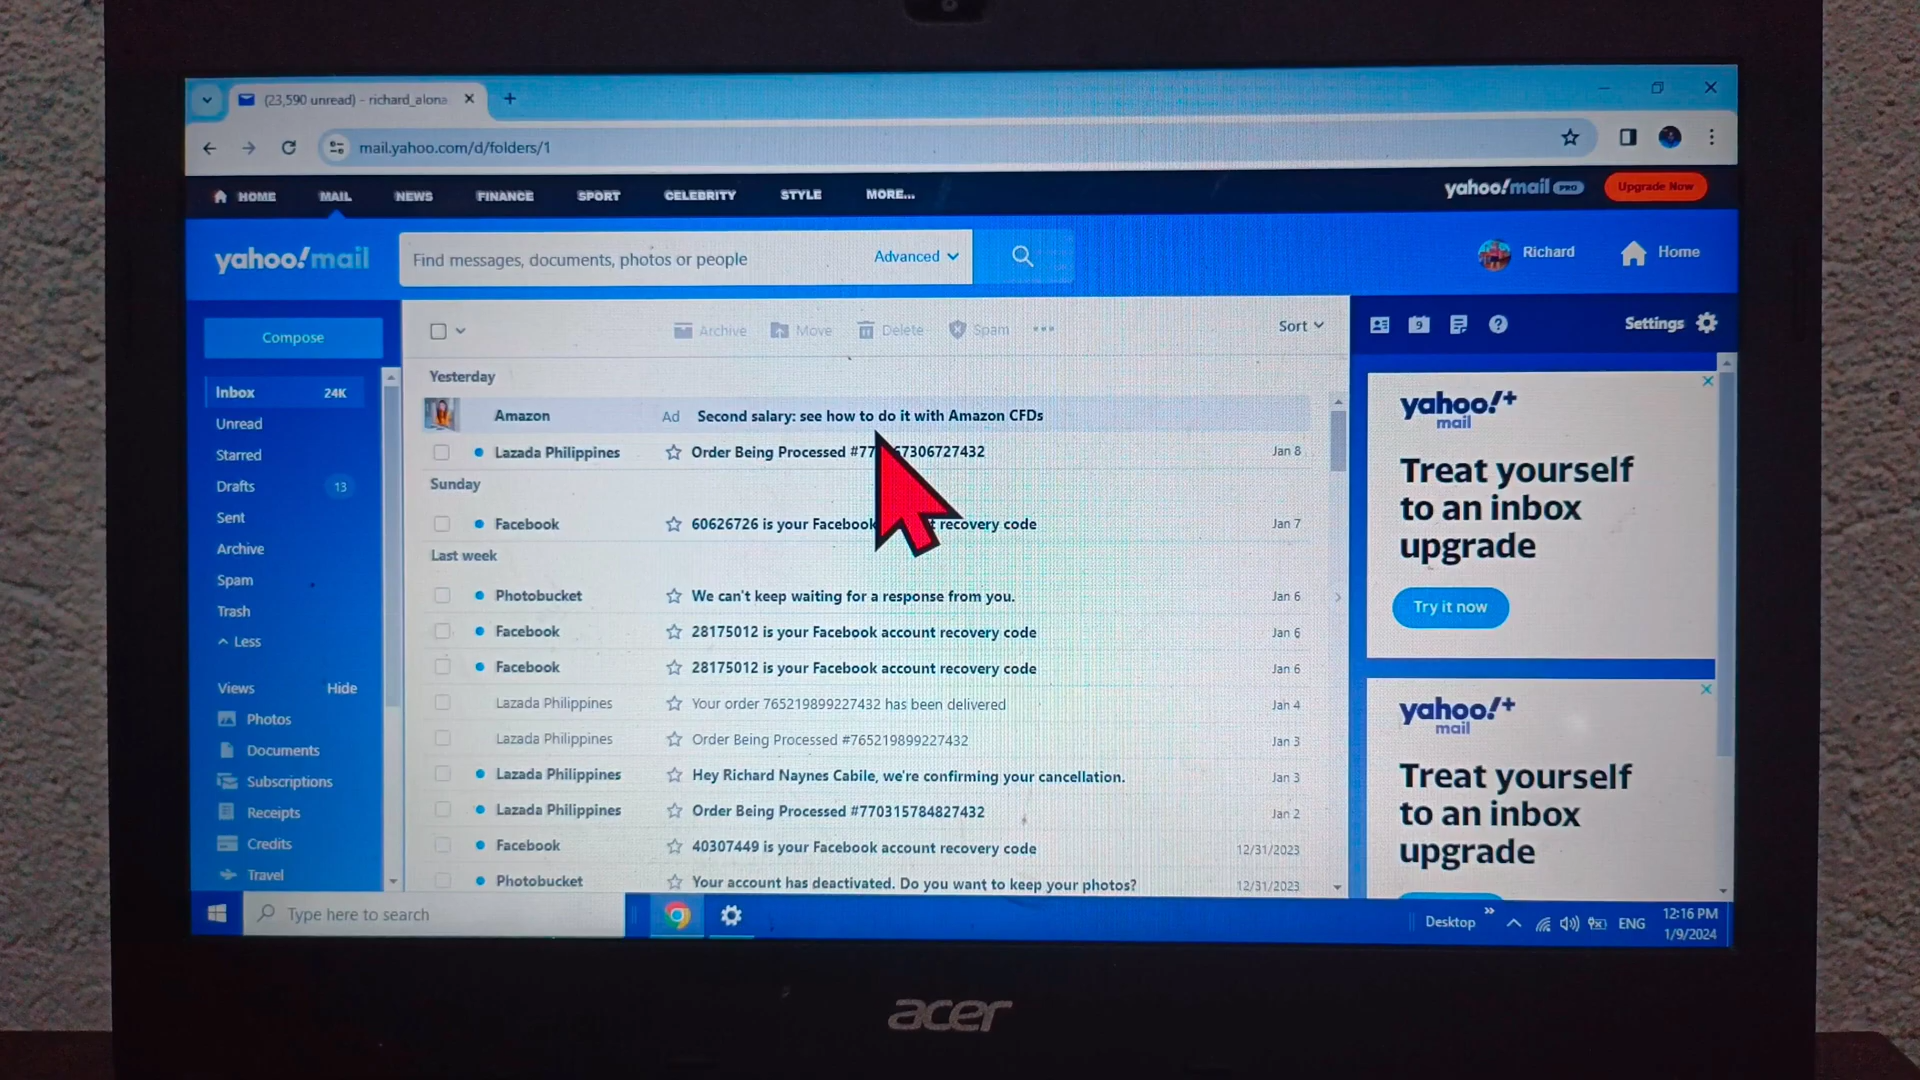 (23,590 unread) - richard_alona
mail.yahoo.com/d/folders/1
HOME MAIL NEWS FINANCE SPORT CELEBRITY STYLE MORE... yahoo!mail PRO Upgrade Now
yahoo!mail Find messages, documents, photos or people Advanced Richard Home
Compose
Archive Move Delete Spam Sort
9 Settings
Inbox 24K
Unread
Starred
Drafts 13
Sent
Archive
Spam
Trash
Less
Views Hide
Photos
Documents
Subscriptions
Receipts
Credits
Travel
Yesterday
Amazon Ad Second salary: see how to do it with Amazon CFDs
Lazada Philippines Order Being Processed Jan 8
Sunday
Facebook 60626726 is your Facebook recovery code Jan 7
Last week
Photobucket We can't keep waiting for a response from you. Jan 6
Facebook 28175012 is your Facebook account recovery code Jan 6
Facebook 28175012 is your Facebook account recovery code Jan 6
Lazada Philippines Your order 765219899227432 has been delivered Jan 4
Lazada Philippines Order Being Processed #765219899227432 Jan 3
Lazada Philippines Hey Richard Naynes Cabile, we're confirming your cancellation. Jan 3
Lazada Philippines Order Being Processed #770315784827432 Jan 2
Facebook 40307449 is your Facebook account recovery code 12/31/2023
Photobucket Your account has deactivated. Do you want to keep your photos? 12/31/2023
yahoo!+
mail
Treat yourself
to an inbox
upgrade
Try it now
yahoo!+
mail
Treat yourself
to an inbox
upgrade
Type here to search
Desktop ENG 12:16 PM
1/9/2024
acer